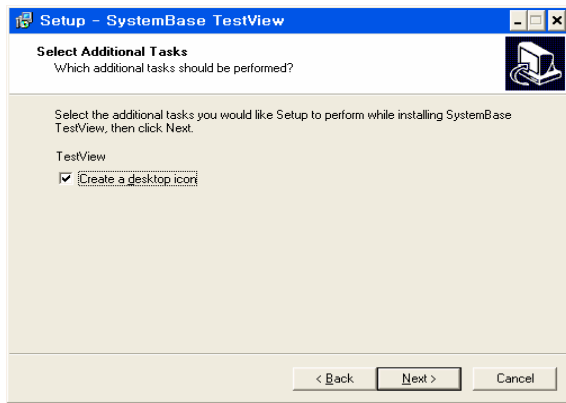 Setup - SystemBase TestView
Select Additional Tasks
Which additional tasks should be performed?
Select the additional tasks you would like Setup to perform while installing SystemBase
TestView, then click Next.
TestView
Create a desktop icon
< Back
Next >
Cancel